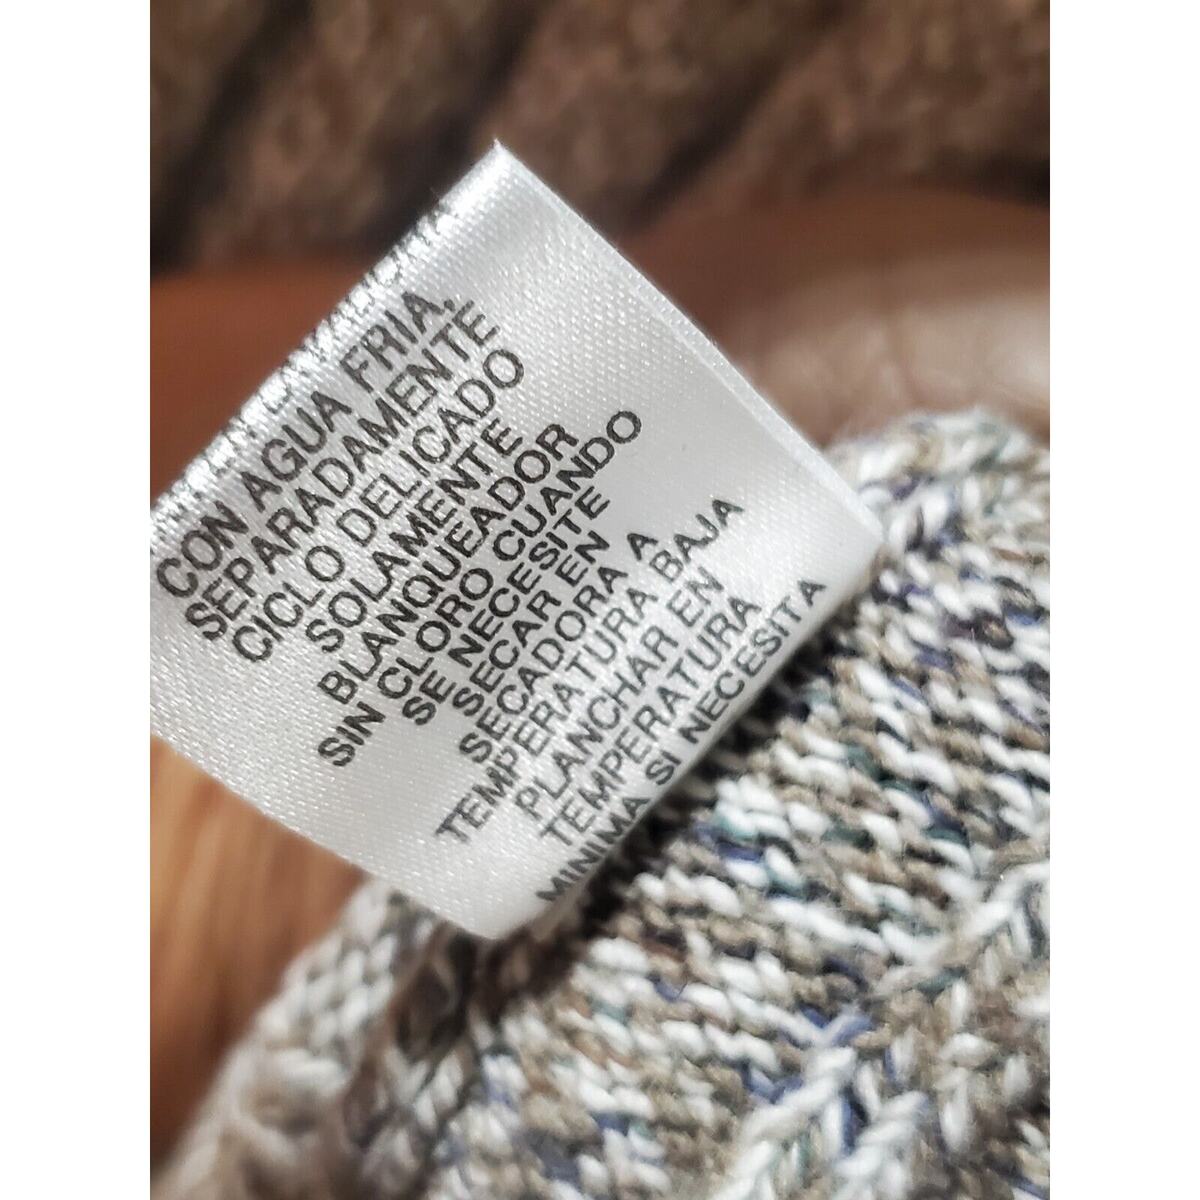 CON AGUA FRIA,
SEPARADAMENTE
CICLO DELICADO
SOLAMENTE
BLANQUEADOR
SIN CLORO CUANDO
SE NECESITE
SECAR EN
SECADORA A
TEMPERATURA BAJA
PLANCHAR EN
TEMPERATURA
MINIMA SI NECESITA